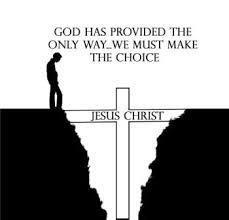 GOD HAS PROVIDED THE
ONLY WAY...WE MUST MAKE
THE CHOICE
JESUS CHRIST